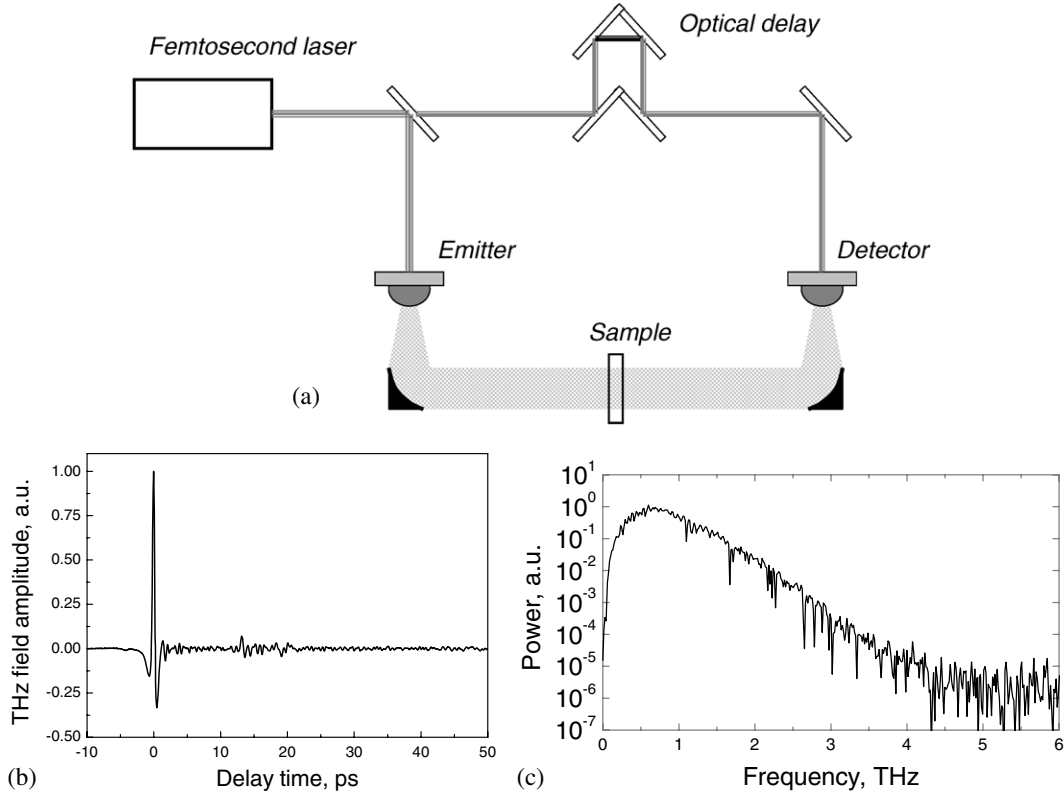 Femtosecond laser
Optical delay
Emitter
Detector
Sample
(a)
THz field amplitude, a.u.
1.00
0.75
0.50
0.25
0.00
-0.25
-0.50
-10 0 10 20 30 40 50
Delay time, ps
(b)
Power, a.u.
10^1
10^0
10^-1
10^-2
10^-3
10^-4
10^-5
10^-6
10^-7
0 1 2 3 4 5 6
Frequency, THz
(c)